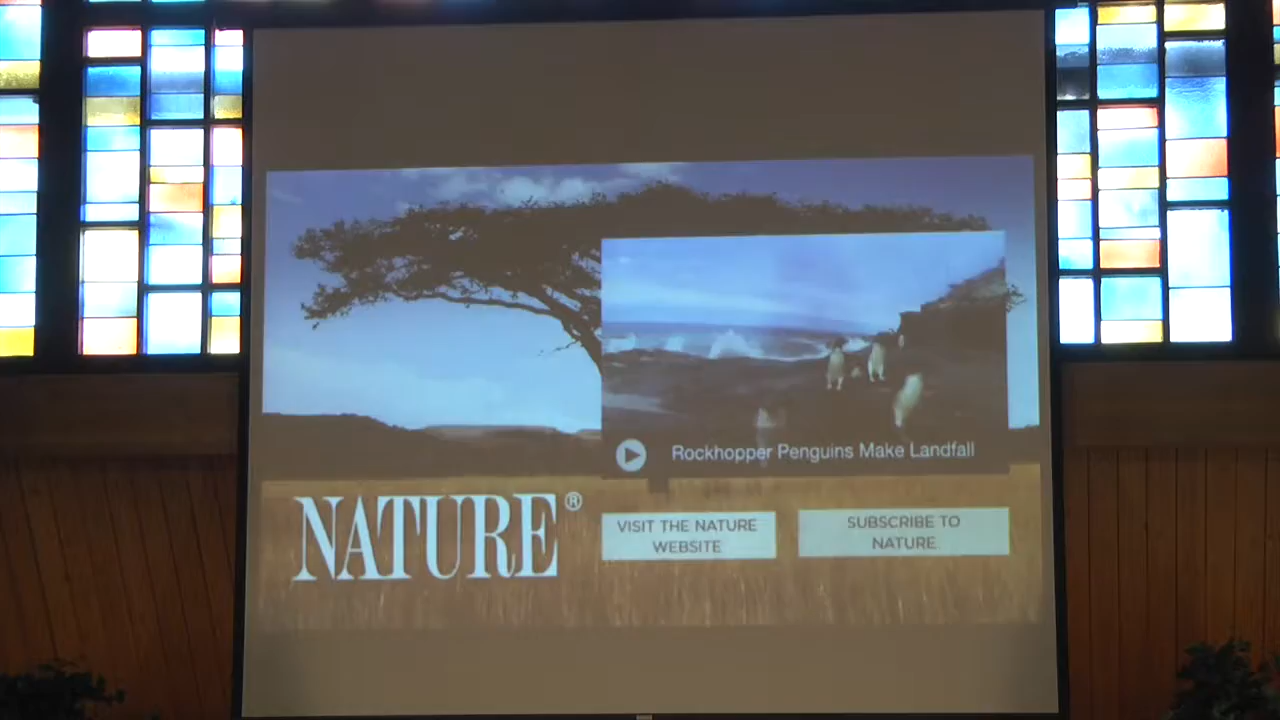 Rockhopper Penguins Make Landfall
NATURE®
VISIT THE NATURE
WEBSITE
SUBSCRIBE TO
NATURE